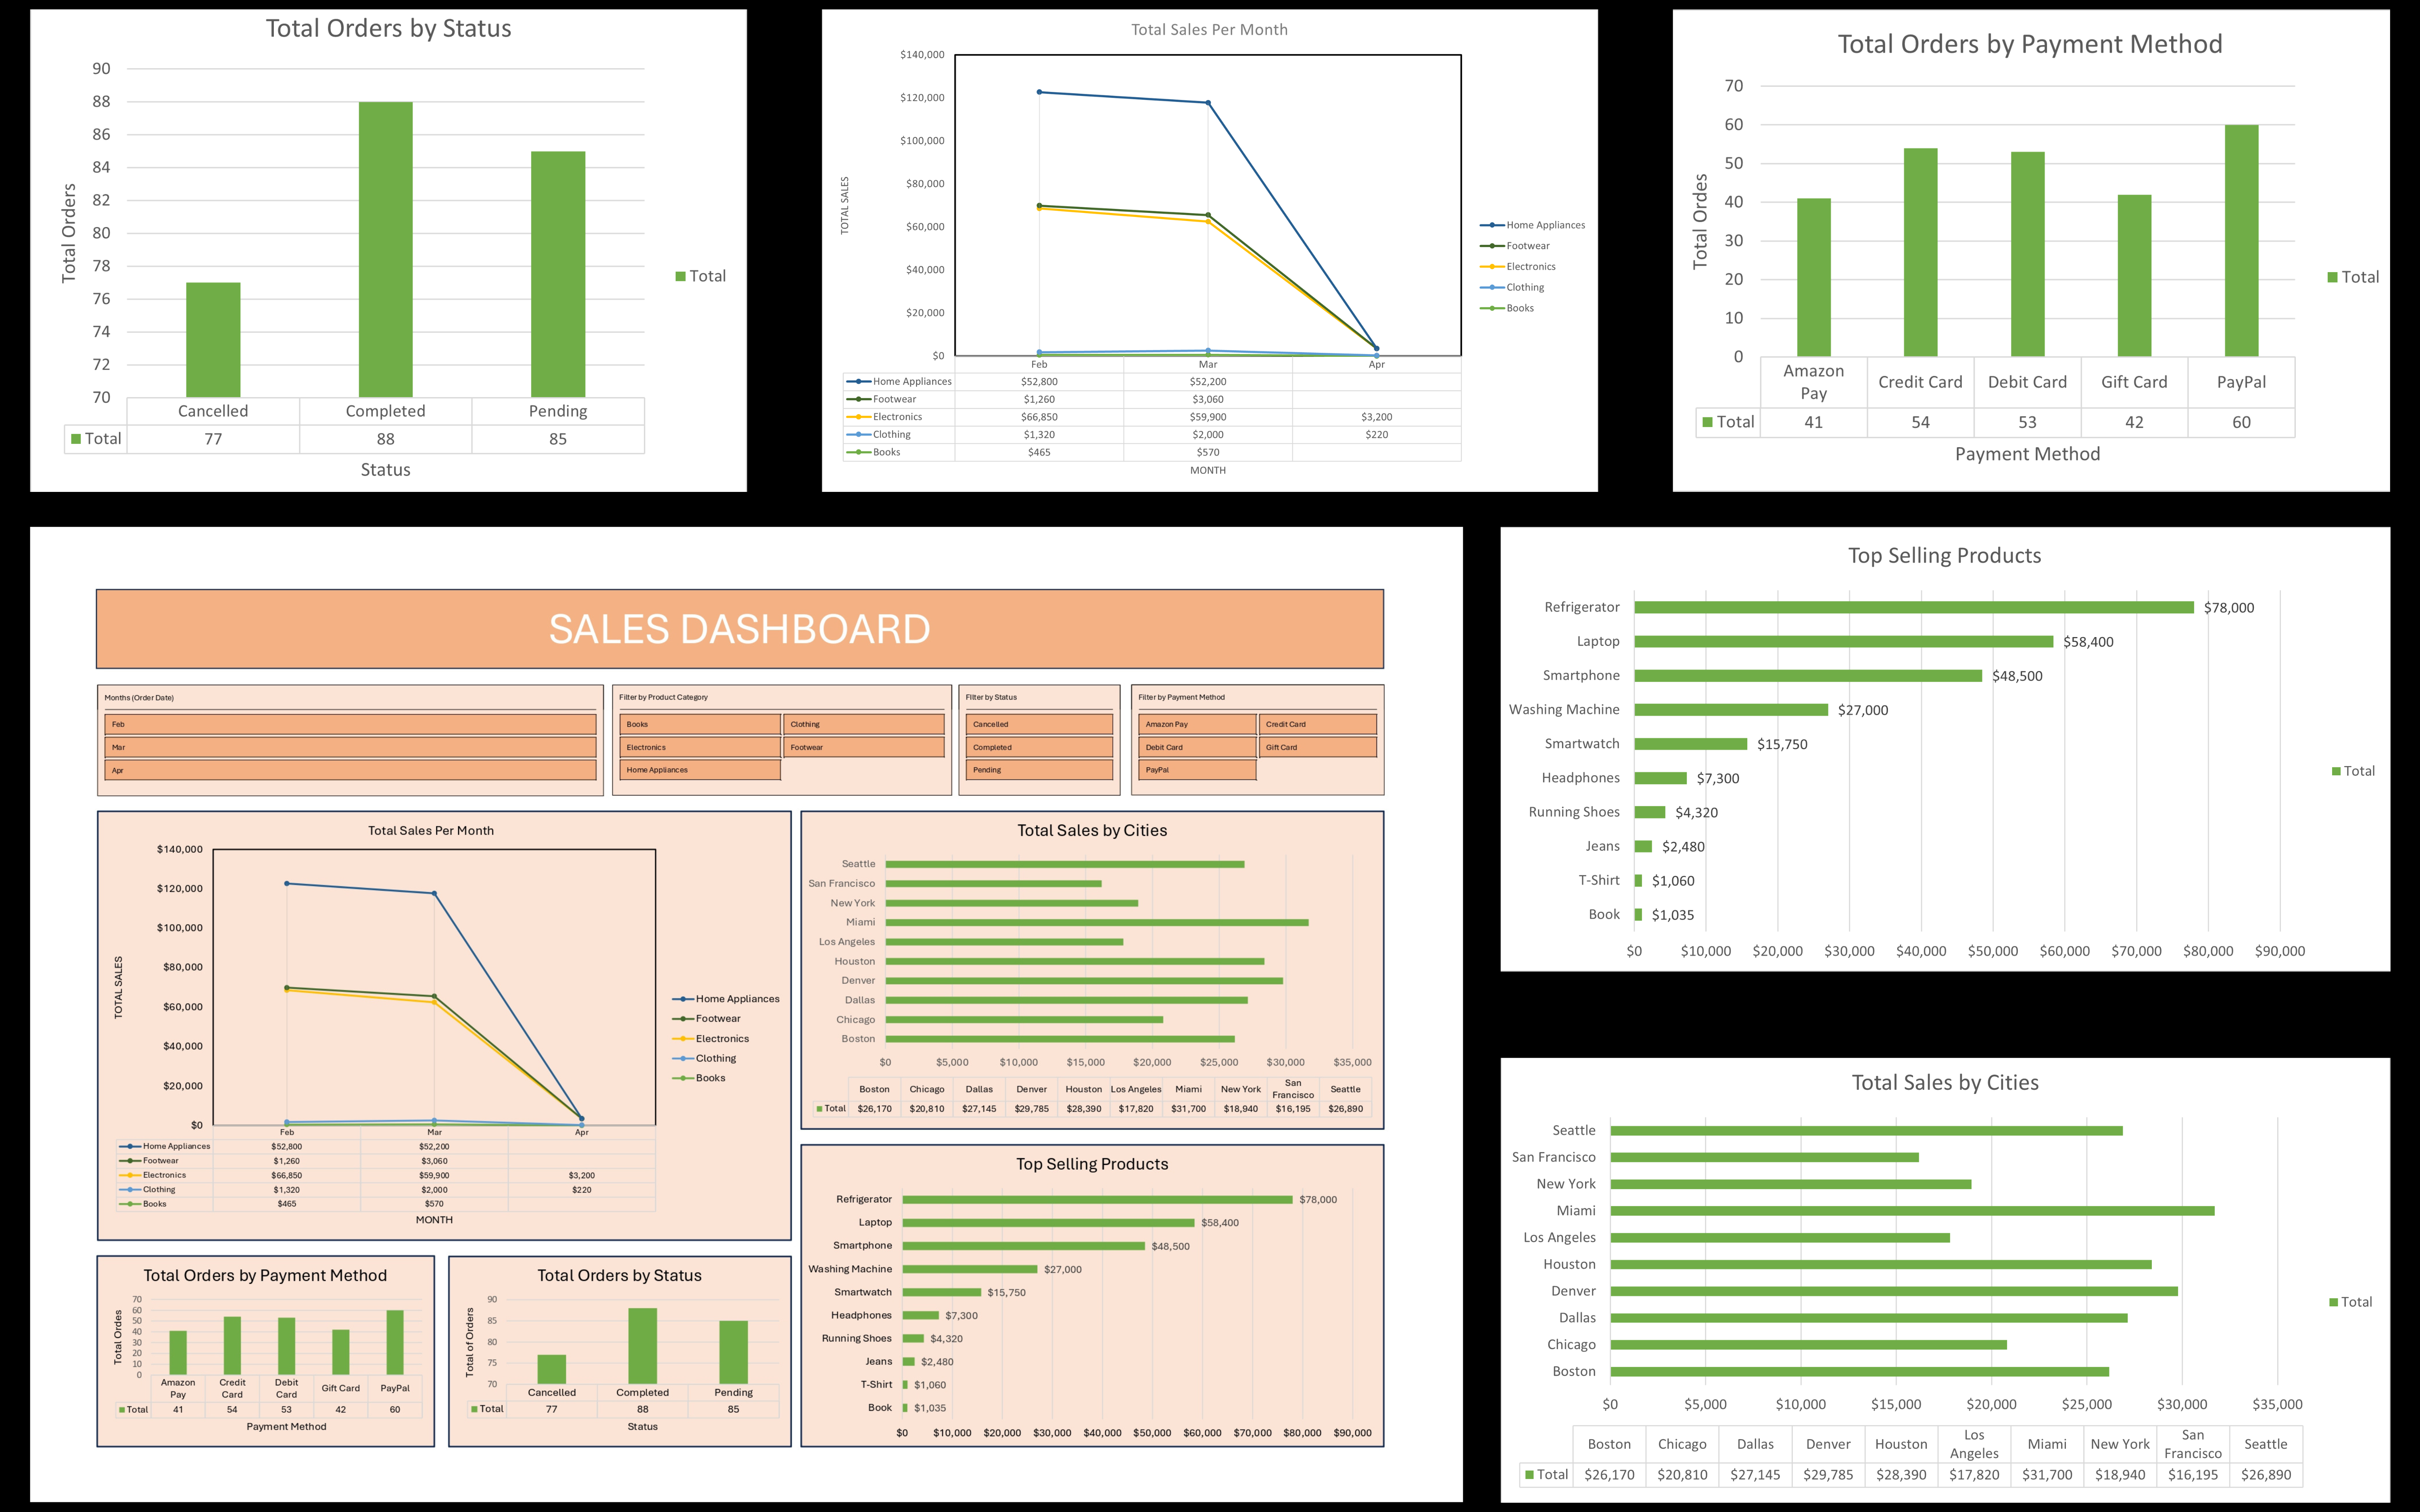 Total Orders by Status
90
88
86
84
82
80
78
76
74
72
70
Total Orders
Cancelled Completed Pending
Total 77 88 85
Status
Total
Total Sales Per Month
$140,000
$120,000
$100,000
$80,000
$60,000
$40,000
$20,000
$0
TOTAL SALES
Feb Mar Apr
Home Appliances $52,800 $52,200
Footwear $1,260 $3,060
Electronics $66,850 $59,900 $3,200
Clothing $1,320 $2,000 $220
Books $465 $570
MONTH
Home Appliances
Footwear
Electronics
Clothing
Books
Total Orders by Payment Method
70
60
50
40
30
20
10
0
Total Ordes
Amazon Pay Credit Card Debit Card Gift Card PayPal
Total 41 54 53 42 60
Payment Method
Total
SALES DASHBOARD
Months (Order Date)
Feb
Mar
Apr
Filter by Product Category
Books Clothing
Electronics Footwear
Home Appliances
FIlter by Status
Cancelled
Completed
Pending
Filter by Payment Method
Amazon Pay Credit Card
Debit Card Gift Card
PayPal
Total Sales Per Month
$140,000
$120,000
$100,000
$80,000
$60,000
$40,000
$20,000
$0
TOTAL SALES
Feb Mar Apr
Home Appliances $52,800 $52,200
Footwear $1,260 $3,060
Electronics $66,850 $59,900 $3,200
Clothing $1,320 $2,000 $220
Books $465 $570
MONTH
Home Appliances
Footwear
Electronics
Clothing
Books
Total Sales by Cities
Seattle
San Francisco
New York
Miami
Los Angeles
Houston
Denver
Dallas
Chicago
Boston
$0 $5,000 $10,000 $15,000 $20,000 $25,000 $30,000 $35,000
Boston Chicago Dallas Denver Houston Los Angeles Miami New York San Francisco Seattle
Total $26,170 $20,810 $27,145 $29,785 $28,390 $17,820 $31,700 $18,940 $16,195 $26,890
Total Orders by Payment Method
70
60
50
40
30
20
10
0
Total Ordes
Amazon Pay Credit Card Debit Card Gift Card PayPal
Total 41 54 53 42 60
Payment Method
Total Orders by Status
90
85
80
75
70
Total of Orders
Cancelled Completed Pending
Total 77 88 85
Status
Top Selling Products
Refrigerator $78,000
Laptop $58,400
Smartphone $48,500
Washing Machine $27,000
Smartwatch $15,750
Headphones $7,300
Running Shoes $4,320
Jeans $2,480
T-Shirt $1,060
Book $1,035
$0 $10,000 $20,000 $30,000 $40,000 $50,000 $60,000 $70,000 $80,000 $90,000
Top Selling Products
Refrigerator $78,000
Laptop $58,400
Smartphone $48,500
Washing Machine $27,000
Smartwatch $15,750
Headphones $7,300
Running Shoes $4,320
Jeans $2,480
T-Shirt $1,060
Book $1,035
$0 $10,000 $20,000 $30,000 $40,000 $50,000 $60,000 $70,000 $80,000 $90,000
Total
Total Sales by Cities
Seattle
San Francisco
New York
Miami
Los Angeles
Houston
Denver
Dallas
Chicago
Boston
$0 $5,000 $10,000 $15,000 $20,000 $25,000 $30,000 $35,000
Boston Chicago Dallas Denver Houston Los Angeles Miami New York San Francisco Seattle
Total $26,170 $20,810 $27,145 $29,785 $28,390 $17,820 $31,700 $18,940 $16,195 $26,890
Total